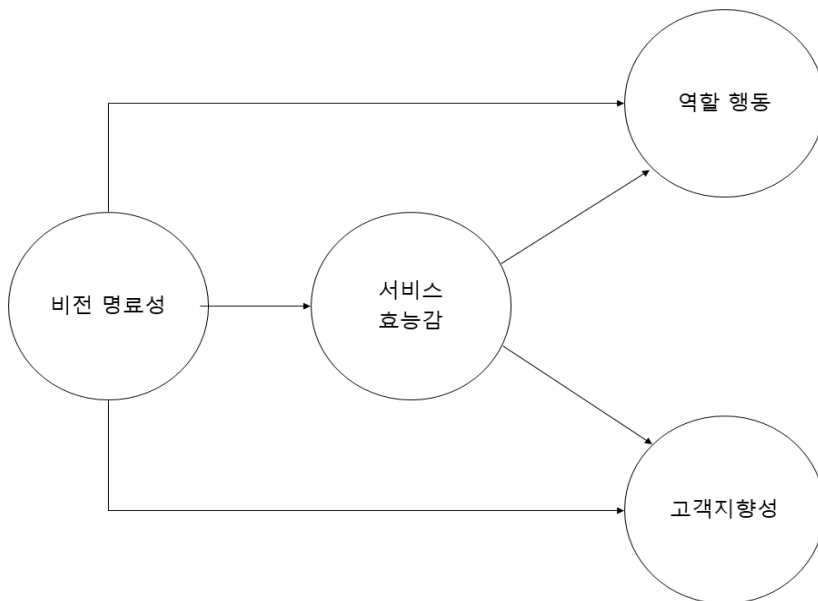 역할 행동
비전 명료성
서비스
효능감
고객지향성